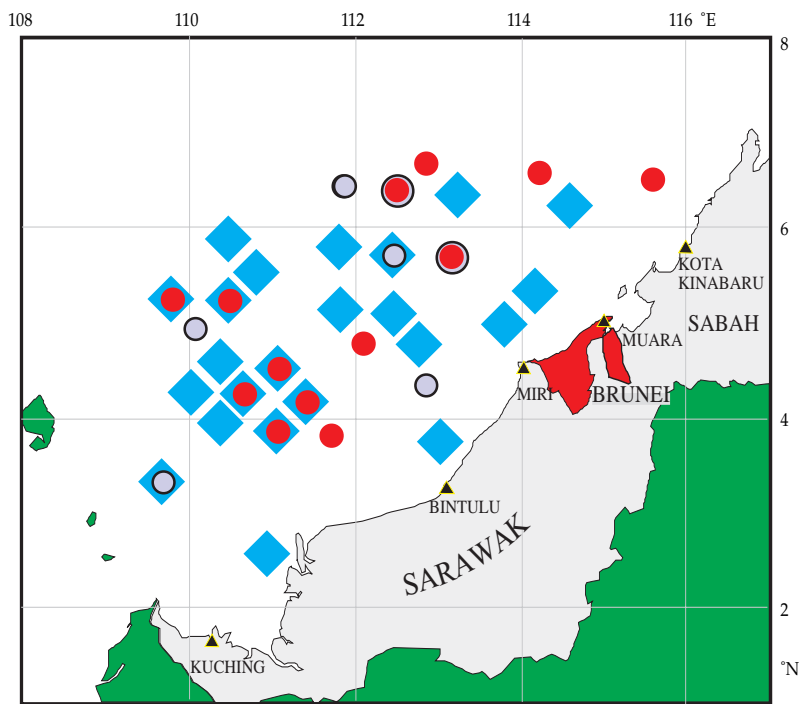 108 110 112 114 116 °E
8
6
KOTA
KINABARU
SABAH
MUARA
MIRI
BRUNEI
4
BINTULU
SARAWAK
2
KUCHING
°N